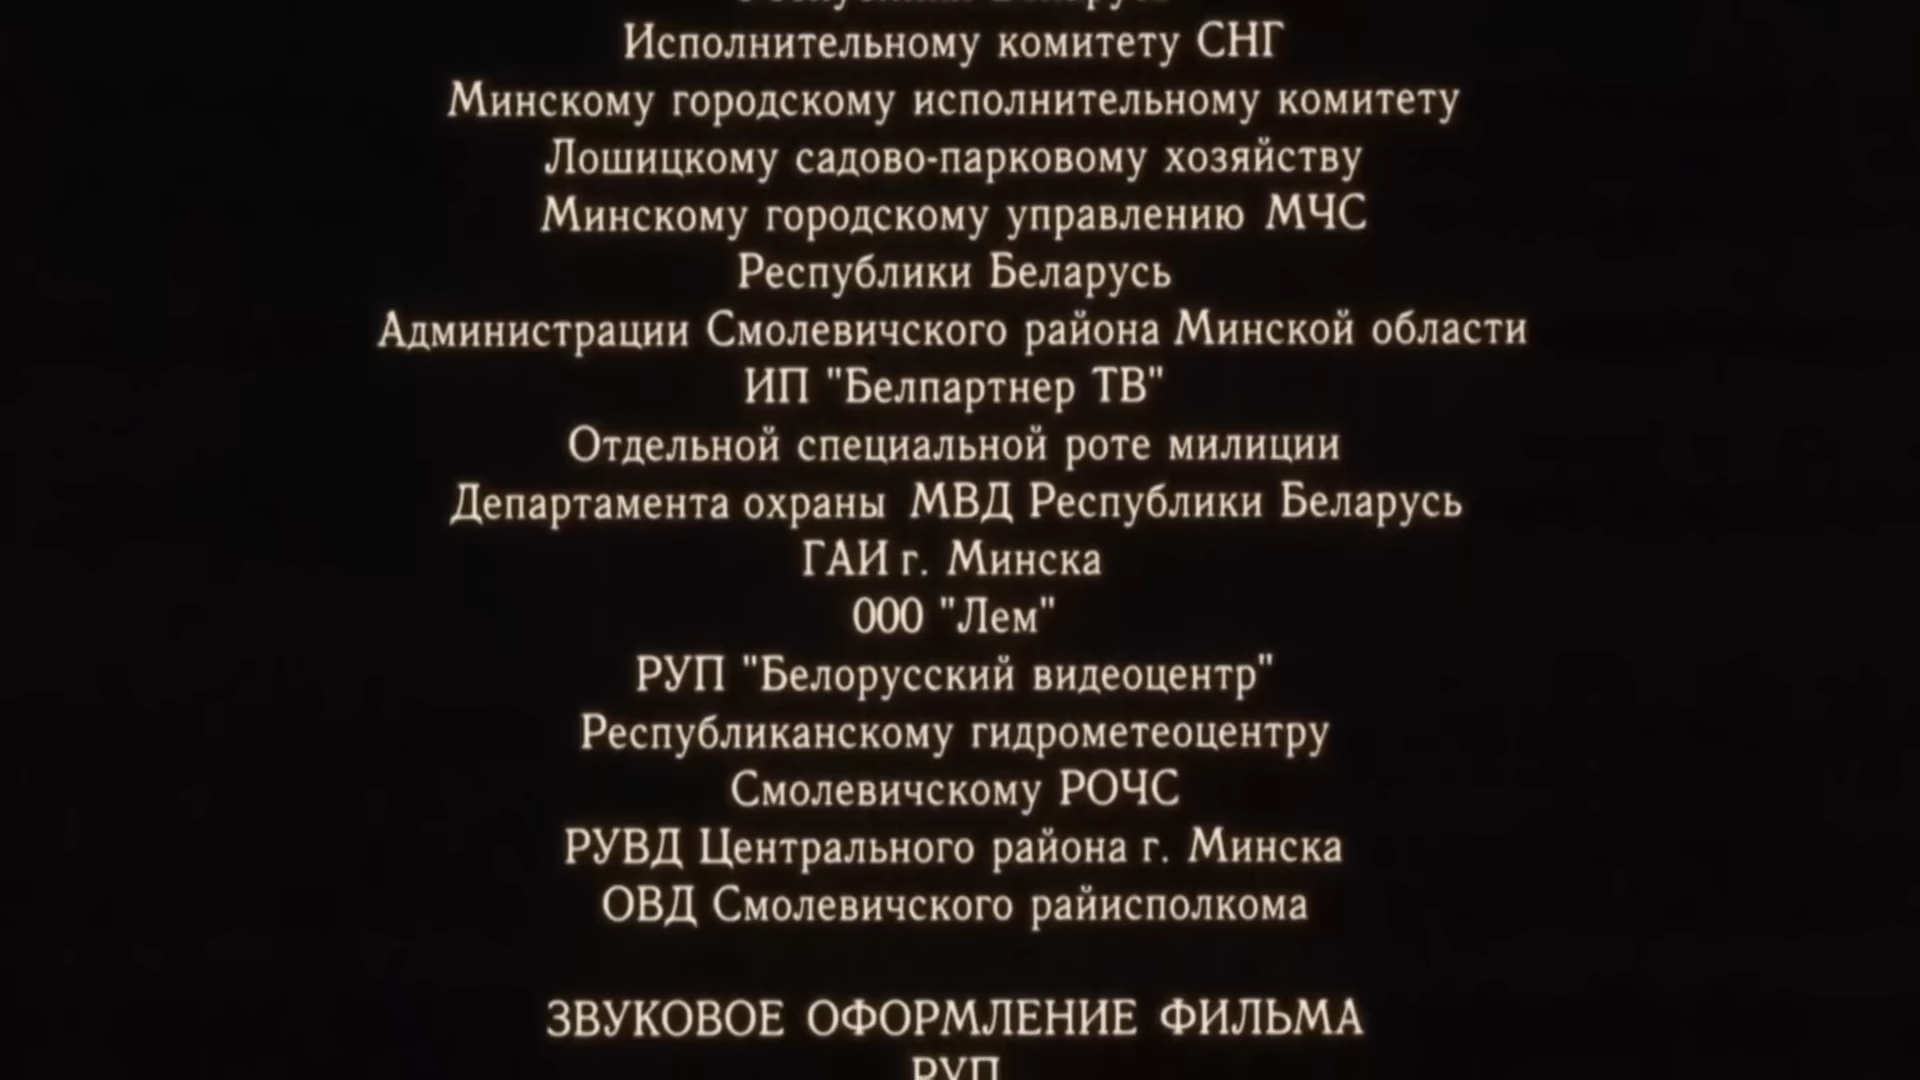 Исполнительному комитету СНГ
Минскому городскому исполнительному комитету
Лошицкому садово-парковому хозяйству
Минскому городскому управлению МЧС
Республики Беларусь
Администрации Смолевичского района Минской области
ИП "Белпартнер ТВ"
Отдельной специальной роте милиции
Департамента охраны МВД Республики Беларусь
ГАИ г. Минска
ООО "Лем"
РУП "Белорусский видеоцентр"
Республиканскому гидрометеоцентру
Смолевичскому РОЧС
РУВД Центрального района г. Минска
ОВД Смолевичского райисполкома
ЗВУКОВОЕ ОФОРМЛЕНИЕ ФИЛЬМА
РУП